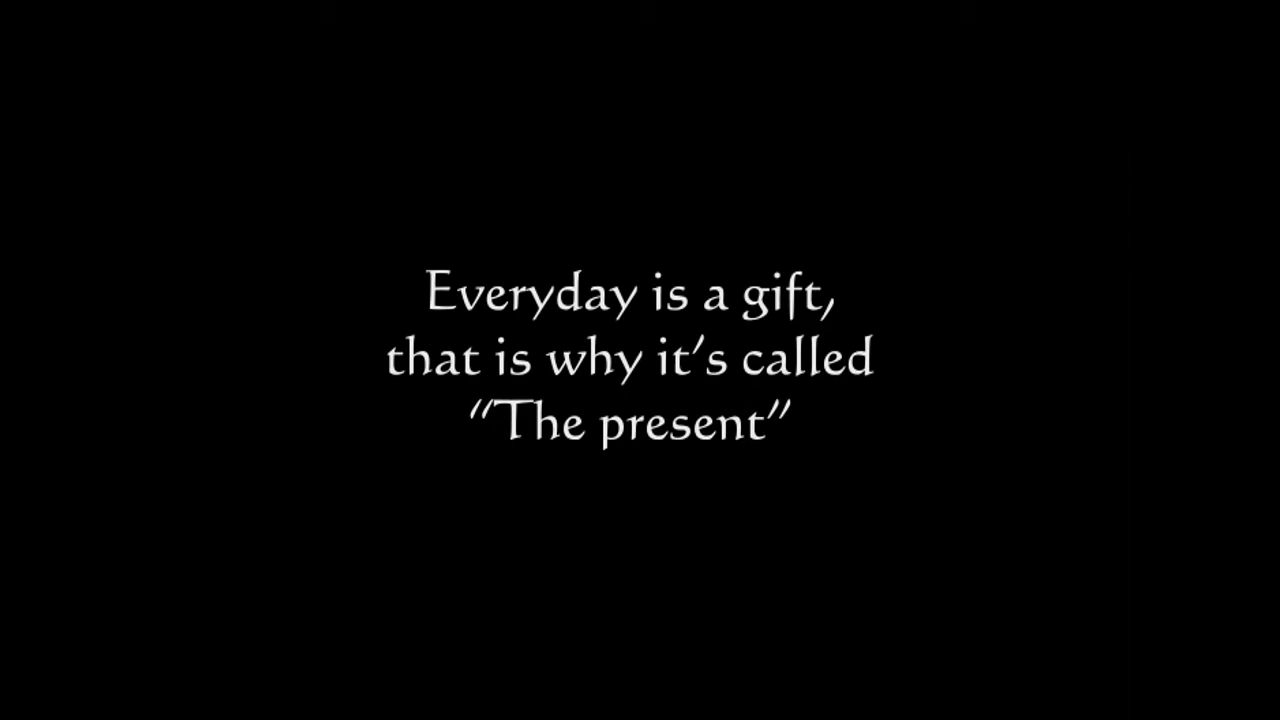 Everyday is a gift,
that is why it’s called
“The present”